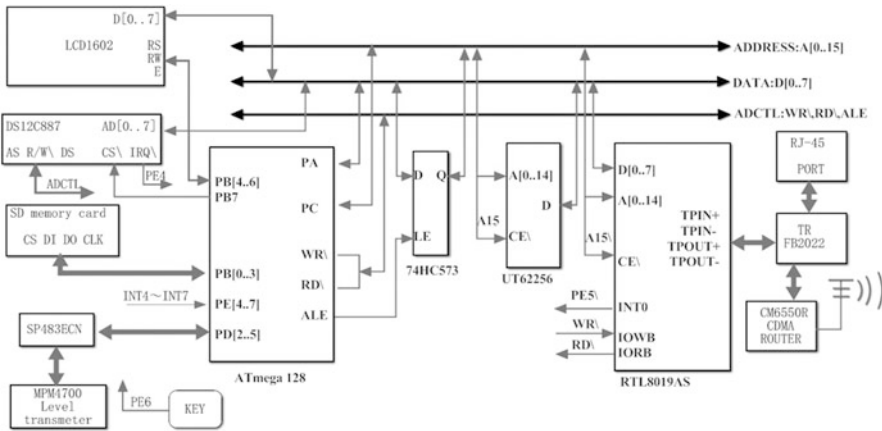 D[0..7]
LCD1602
RS
RW
E
ADDRESS:A[0..15]
DATA:D[0..7]
ADCTL:WR\,RD\,ALE
DS12C887 AD[0..7]
AS R/W\ DS CS\ IRQ\
ADCTL
PE4
SD memory card
CS DI DO CLK
INT4～INT7
SP483ECN
MPM4700
Level
transmeter
PE6
KEY
PA
PB[4..6]
PB7
PC
WR\
PB[0..3]
RD\
PE[4..7]
ALE
PD[2..5]
ATmega 128
D Q
LE
74HC573
A[0..14]
D
A15
CE\
UT62256
D[0..7]
A[0..14]
TPIN+
TPIN-
TPOUT+
TPOUT-
A15\
CE\
PE5\
INT0
WR\
IOWB
RD\
IORB
RTL8019AS
RJ-45
PORT
TR
FB2022
CM6550R
CDMA
ROUTER